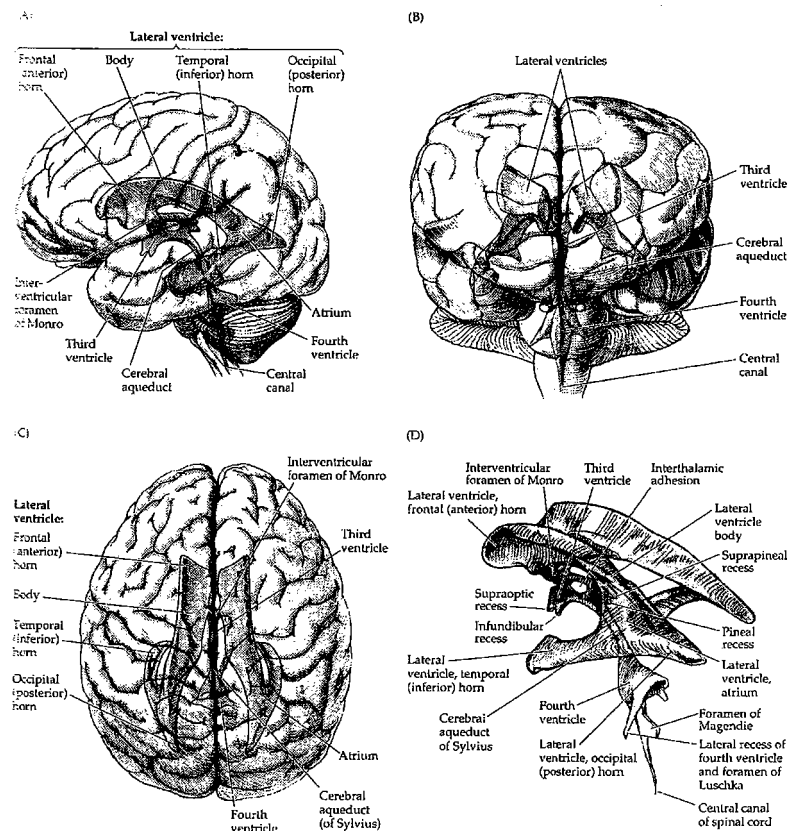 (A)
Lateral ventricle:
Frontal
(anterior)
horn
Body
Temporal
(inferior) horn
Occipital
(posterior)
horn
Inter-
ventricular
foramen
of Monro
Third
ventricle
Cerebral
aqueduct
Central
canal
Fourth
ventricle
Atrium
(B)
Lateral ventricles
Third
ventricle
Cerebral
aqueduct
Fourth
ventricle
Central
canal
(C)
Interventricular
foramen of Monro
Lateral
ventricle:
Frontal
(anterior)
horn
Third
ventricle
Body
Temporal
(inferior)
horn
Occipital
(posterior)
horn
Atrium
Cerebral
aqueduct
(of Sylvius)
Fourth
ventricle
(D)
Interventricular
foramen of Monro
Third
ventricle
Interthalamic
adhesion
Lateral ventricle,
frontal (anterior) horn
Lateral
ventricle
body
Suprapineal
recess
Supraoptic
recess
Infundibular
recess
Pineal
recess
Lateral
ventricle, temporal
(inferior) horn
Lateral
ventricle,
atrium
Cerebral
aqueduct
of Sylvius
Fourth
ventricle
Lateral
ventricle, occipital
(posterior) horn
Foramen of
Magendie
Lateral recess of
fourth ventricle
and foramen of
Luschka
Central canal
of spinal cord